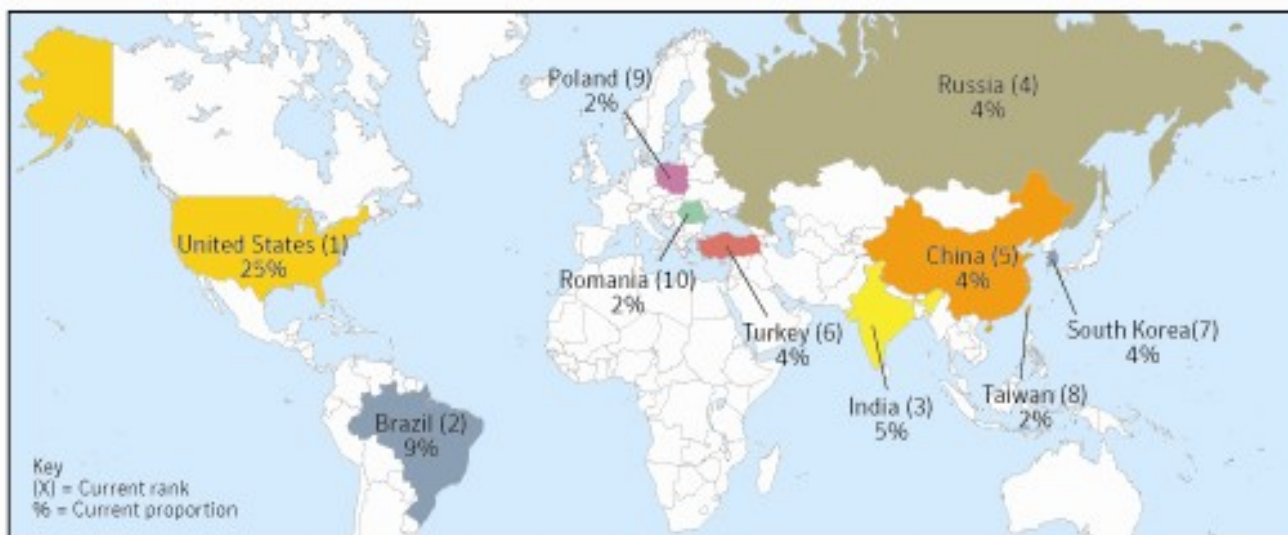 Poland (9)
2%
Russia (4)
4%
United States (1)
25%
Romania (10)
2%
China (5)
4%
Turkey (6)
4%
South Korea(7)
4%
India (3)
5%
Taiwan (8)
2%
Brazil (2)
9%
Key
(X) = Current rank
% = Current proportion